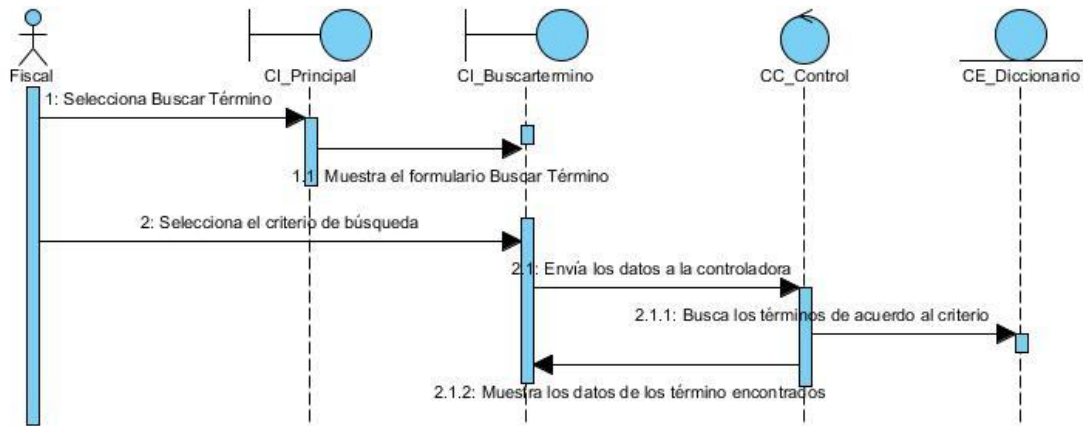 Fiscal
CI_Principal
CI_Buscartermino
CC_Control
CE_Diccionario
1: Selecciona Buscar Término
1.1: Muestra el formulario Buscar Término
2: Selecciona el criterio de búsqueda
2.1: Envía los datos a la controladora
2.1.1: Busca los términos de acuerdo al criterio
2.1.2: Muestra los datos de los término encontrados